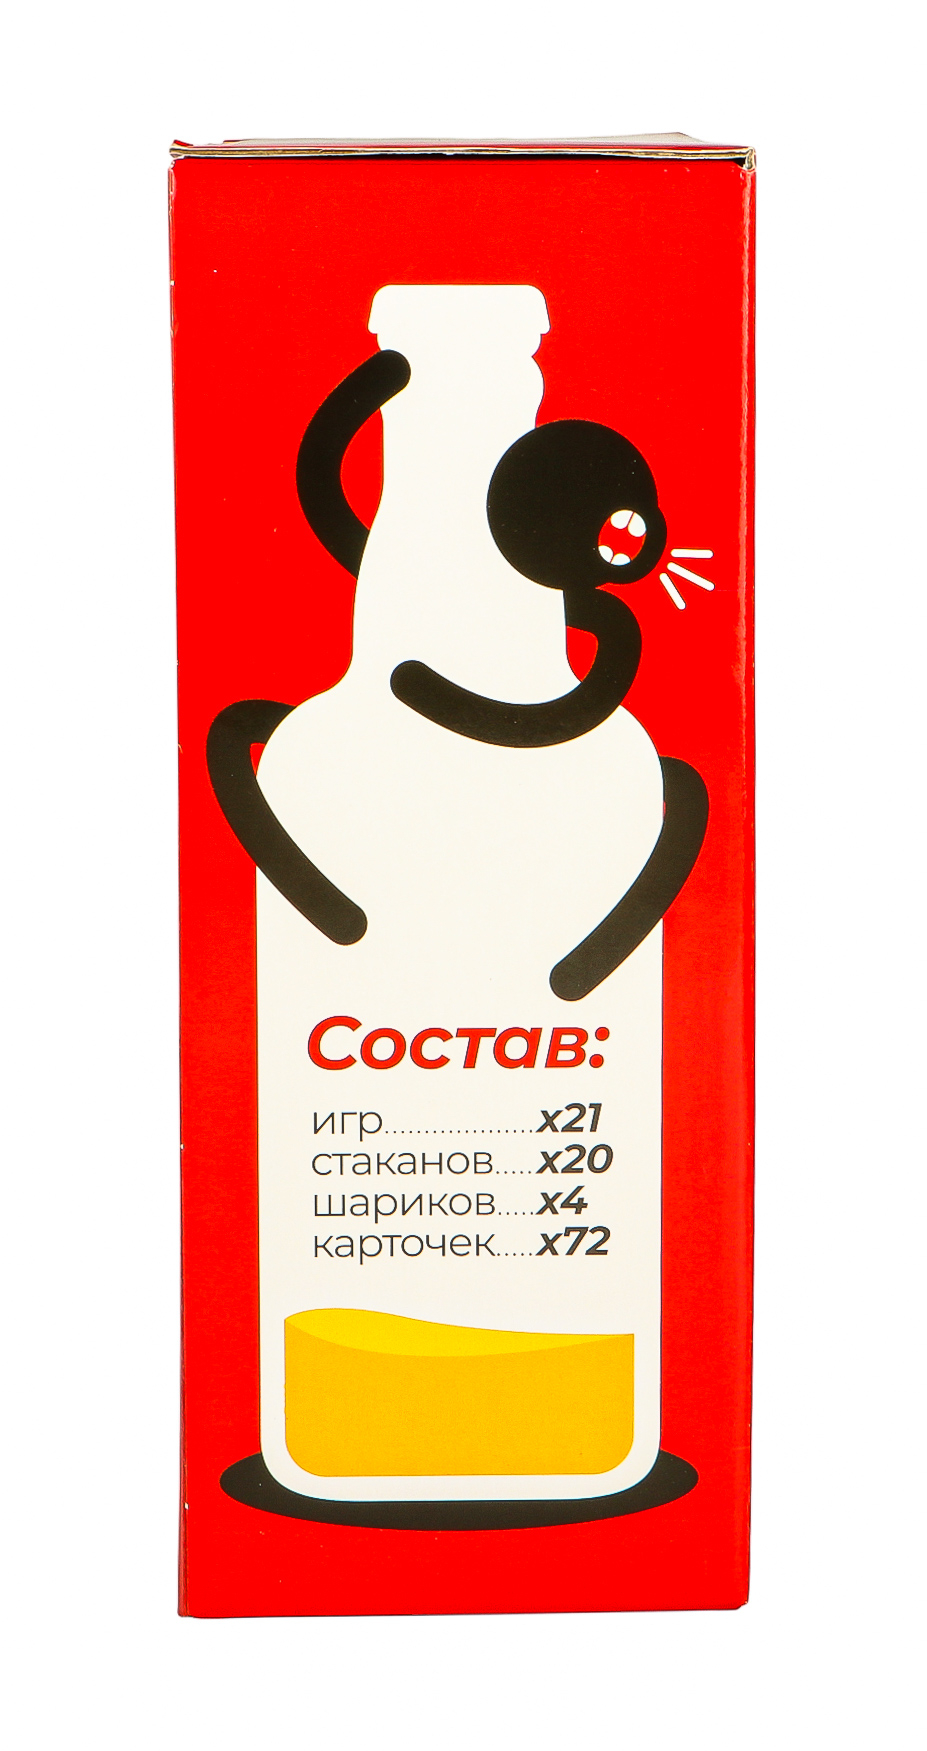 Состав:
игр...................x21
стаканов.....x20
шариков.....x4
карточек.....x72